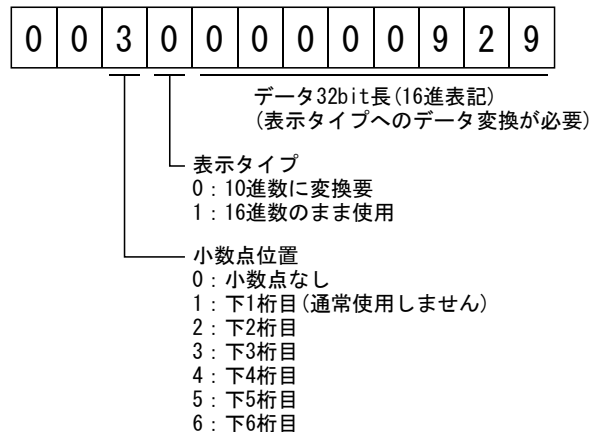 0 0 3 0 0 0 0 0 0 9 2 9
データ32bit長(16進表記)
(表示タイプへのデータ変換が必要)
表示タイプ
0：10進数に変換要
1：16進数のまま使用
小数点位置
0：小数点なし
1：下1桁目(通常使用しません)
2：下2桁目
3：下3桁目
4：下4桁目
5：下5桁目
6：下6桁目